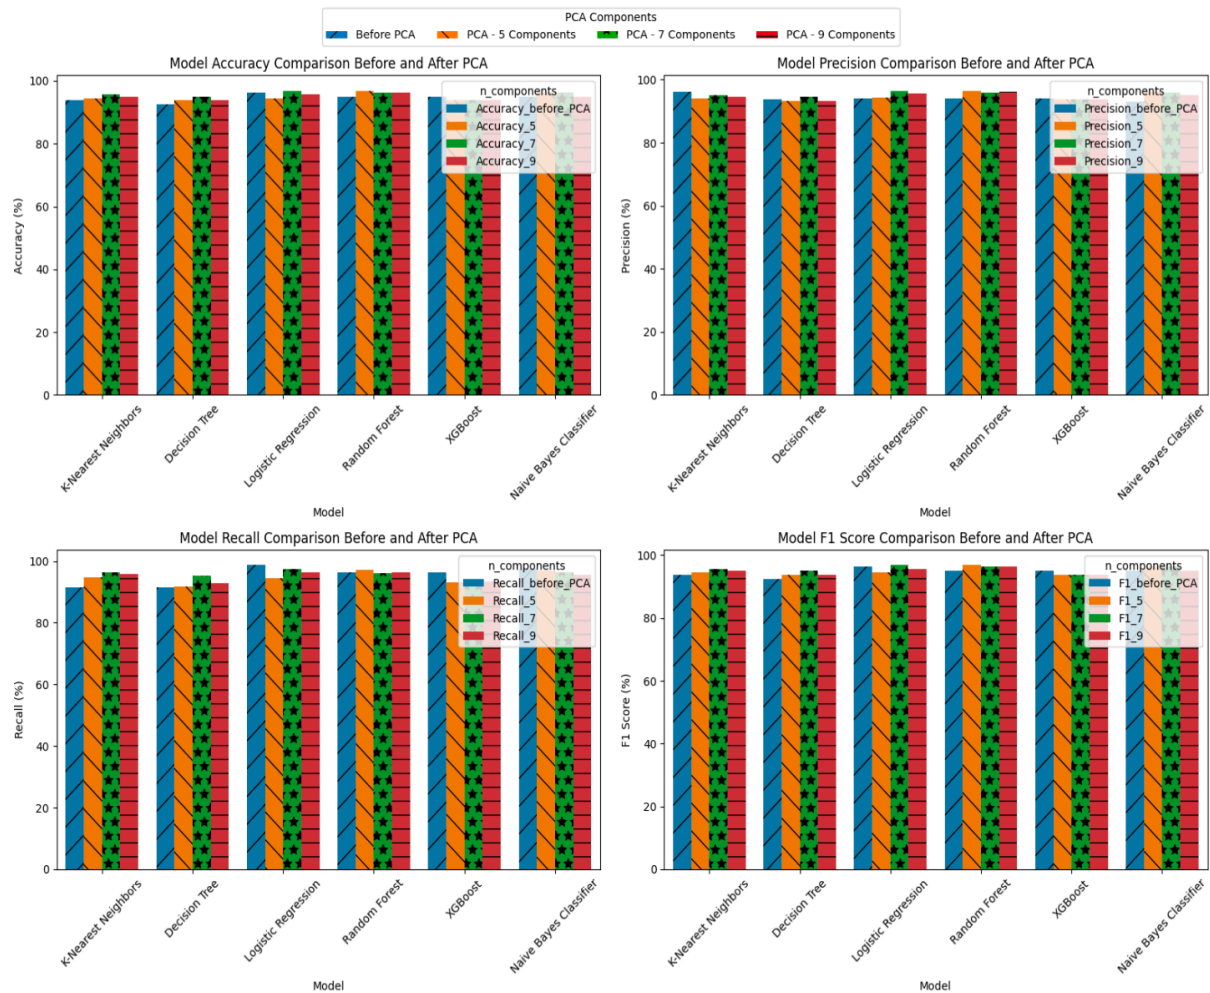 PCA Components
Before PCA PCA - 5 Components PCA - 7 Components PCA - 9 Components
Model Accuracy Comparison Before and After PCA
n_components
Accuracy_before_PCA
Accuracy_5
Accuracy_7
Accuracy_9
Accuracy (%)
100
80
60
40
20
0
K-Nearest Neighbors
Decision Tree
Logistic Regression
Random Forest
XGBoost
Naive Bayes Classifier
Model
Model Precision Comparison Before and After PCA
n_components
Precision_before_PCA
Precision_5
Precision_7
Precision_9
Precision (%)
100
80
60
40
20
0
K-Nearest Neighbors
Decision Tree
Logistic Regression
Random Forest
XGBoost
Naive Bayes Classifier
Model
Model Recall Comparison Before and After PCA
n_components
Recall_before_PCA
Recall_5
Recall_7
Recall_9
Recall (%)
100
80
60
40
20
0
K-Nearest Neighbors
Decision Tree
Logistic Regression
Random Forest
XGBoost
Naive Bayes Classifier
Model
Model F1 Score Comparison Before and After PCA
n_components
F1_before_PCA
F1_5
F1_7
F1_9
F1 Score (%)
100
80
60
40
20
0
K-Nearest Neighbors
Decision Tree
Logistic Regression
Random Forest
XGBoost
Naive Bayes Classifier
Model